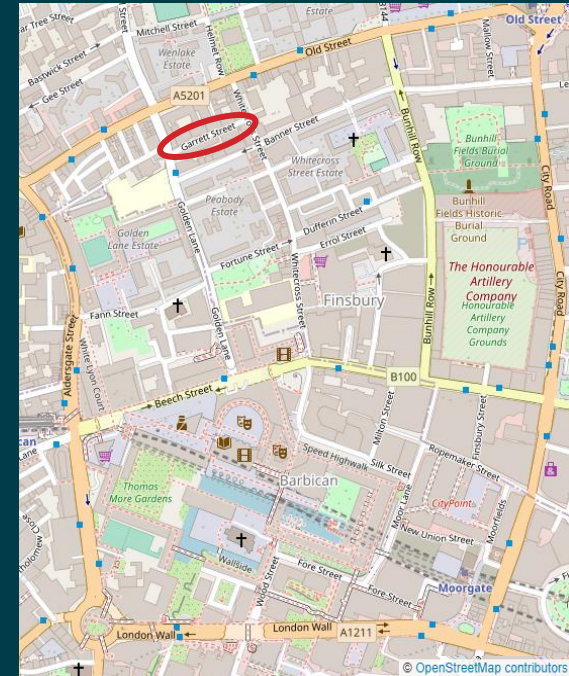 Estate
B144
Old Street
Mitchell Street
Helmet Row
Mallow Street
Wenlake
Estate
Old Street
Bastwick Street
Gee Street
A5201
Garrett Street
Banner Street
Bunhill Row
Whitecross
Street Estate
Bunhill
Fields Burial
Ground
City Road
Peabody
Estate
Bunhill
Fields Historic
Burial
Ground
Golden
Lane Estate
Golden Lane
Dufferin Street
Errol Street
Fortune Street
Whitecross Street
The Honourable
Artillery
Company
Honourable
Artillery
Company
Grounds
Finsbury
Fann Street
Golden Lane
Bunhill Row
City Road
Aldersgate Street
White Lyon Court
B100
Beech Street
Milton Street
Finsbury Street
Speed Highwalk
Silk Street
Ropemaker Street
Barbican
Thomas
More Gardens
Moor Lane
CityPoint
Moorfields
New Union Street
Wallside
Wood Street
Fore Street
Fore Street
Moorgate
London Wall
London Wall
A1211
© OpenStreetMap contributors